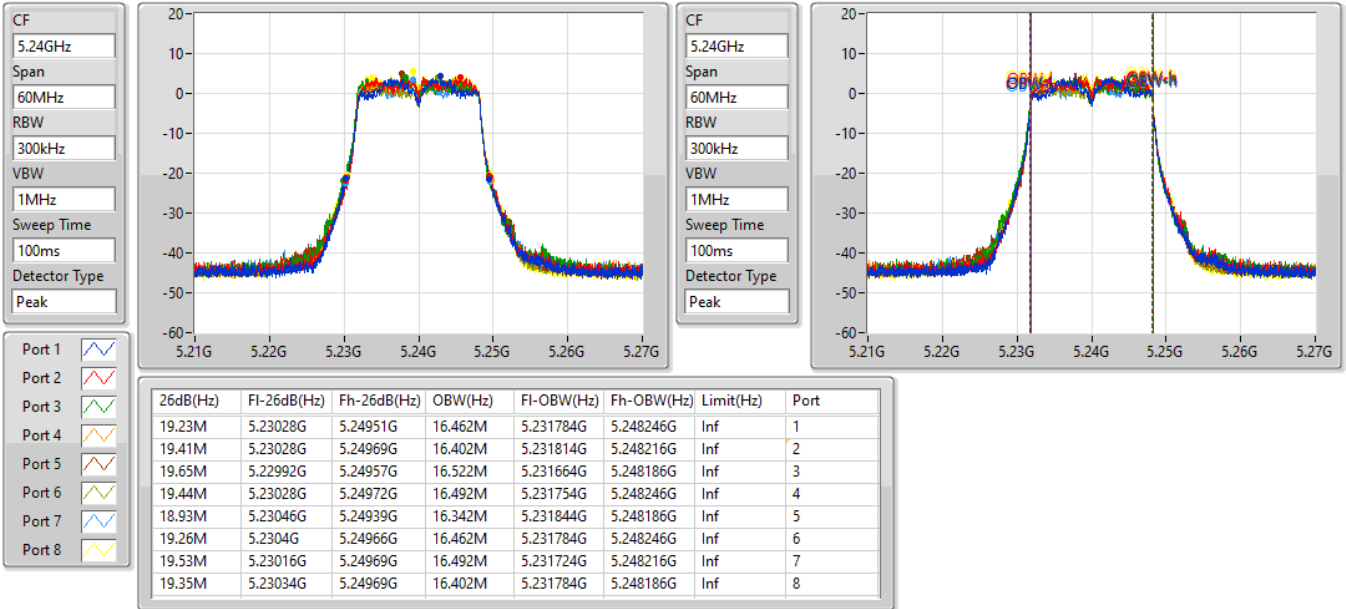 CF
5.24GHz
Span
60MHz
RBW
300kHz
VBW
1MHz
Sweep Time
100ms
Detector Type
Peak
20
10
0
-10
-20
-30
-40
-50
-60
5.21G 5.22G 5.23G 5.24G 5.25G 5.26G 5.27G
CF
5.24GHz
Span
60MHz
RBW
300kHz
VBW
1MHz
Sweep Time
100ms
Detector Type
Peak
20
10
0
-10
-20
-30
-40
-50
-60
5.21G 5.22G 5.23G 5.24G 5.25G 5.26G 5.27G
Port 1
Port 2
Port 3
Port 4
Port 5
Port 6
Port 7
Port 8
26dB(Hz) Fl-26dB(Hz) Fh-26dB(Hz) OBW(Hz) Fl-OBW(Hz) Fh-OBW(Hz) Limit(Hz) Port
19.23M 5.23028G 5.24951G 16.462M 5.231784G 5.248246G Inf 1
19.41M 5.23028G 5.24969G 16.402M 5.231814G 5.248216G Inf 2
19.65M 5.22992G 5.24957G 16.522M 5.231664G 5.248186G Inf 3
19.44M 5.23028G 5.24972G 16.492M 5.231754G 5.248246G Inf 4
18.93M 5.23046G 5.24939G 16.342M 5.231844G 5.248186G Inf 5
19.26M 5.2304G 5.24966G 16.462M 5.231784G 5.248246G Inf 6
19.53M 5.23016G 5.24969G 16.492M 5.231724G 5.248216G Inf 7
19.35M 5.23034G 5.24969G 16.402M 5.231784G 5.248186G Inf 8